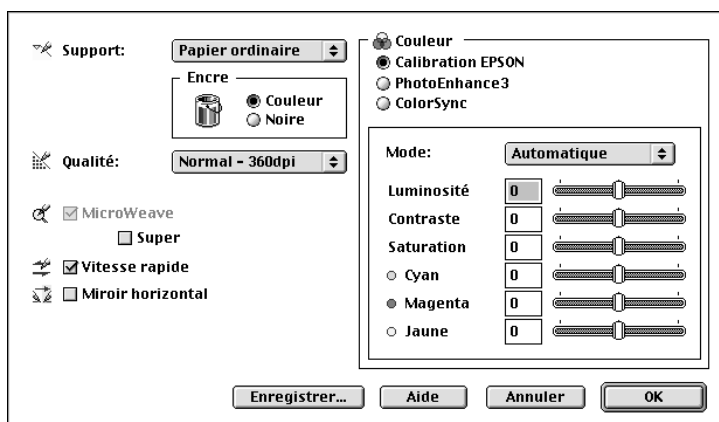 Support:
Papier ordinaire
Encre
Couleur
Noire
Qualité:
Normal - 360dpi
MicroWeave
Super
Vitesse rapide
Miroir horizontal
Couleur
Calibration EPSON
PhotoEnhance3
ColorSync
Mode:
Automatique
Luminosité 0
Contraste 0
Saturation 0
Cyan 0
Magenta 0
Jaune 0
Enregistrer... Aide Annuler OK